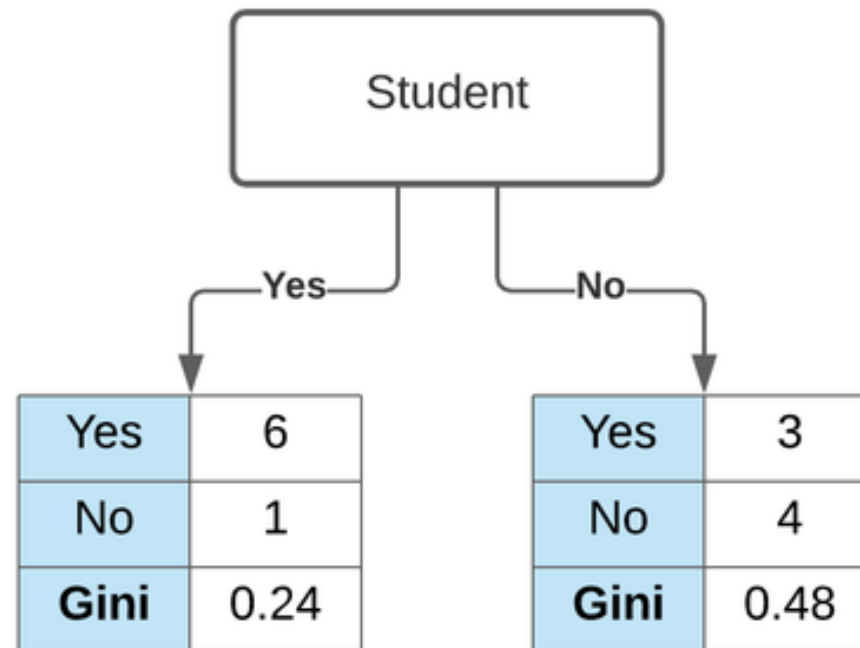 Student
Yes No
Yes 6
No 1
Gini 0.24
Yes 3
No 4
Gini 0.48